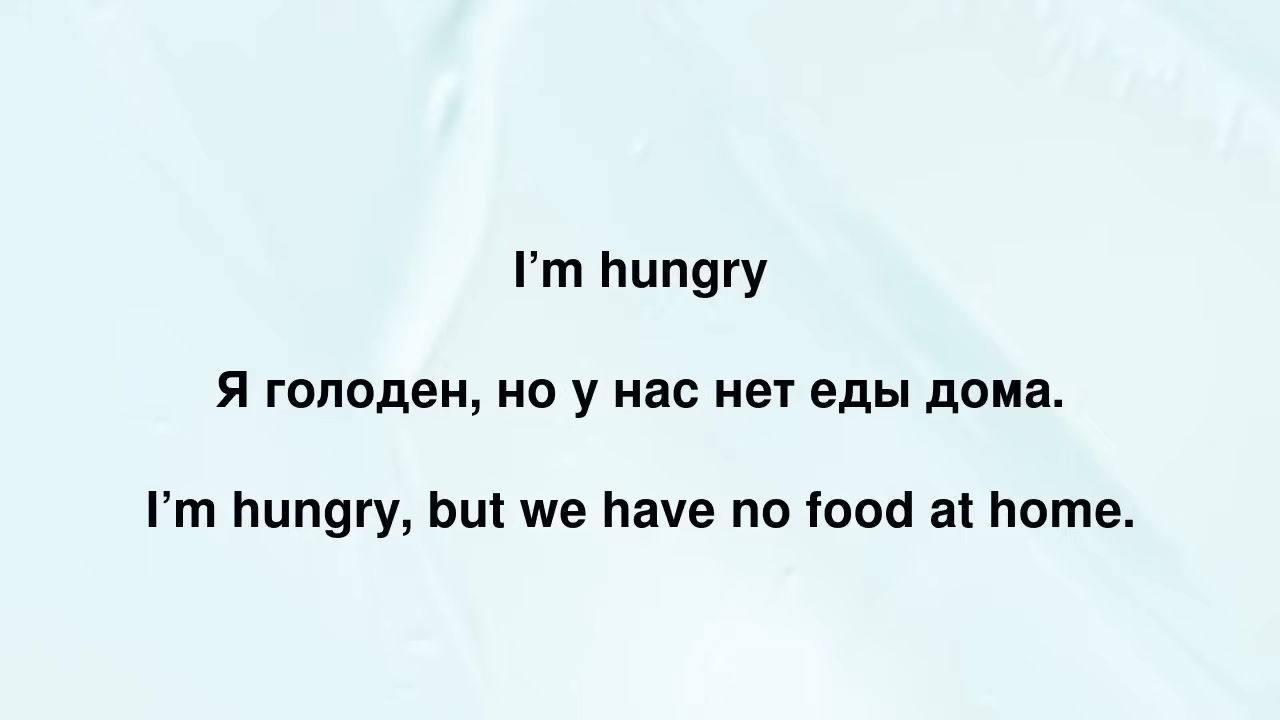 I’m hungry
Я голоден, но у нас нет еды дома.
I’m hungry, but we have no food at home.